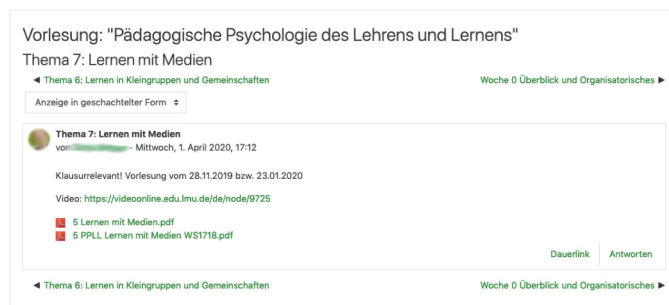 Vorlesung: "Pädagogische Psychologie des Lehrens und Lernens"
Thema 7: Lernen mit Medien
◄ Thema 6: Lernen in Kleingruppen und Gemeinschaften
Woche 0 Überblick und Organisatorisches ►
Anzeige in geschachtelter Form
Thema 7: Lernen mit Medien
von - Mittwoch, 1. April 2020, 17:12
Klausurrelevant! Vorlesung vom 28.11.2019 bzw. 23.01.2020
Video: https://videoonline.edu.lmu.de/de/node/9725
5 Lernen mit Medien.pdf
5 PPLL Lernen mit Medien WS1718.pdf
Dauerlink Antworten
◄ Thema 6: Lernen in Kleingruppen und Gemeinschaften
Woche 0 Überblick und Organisatorisches ►